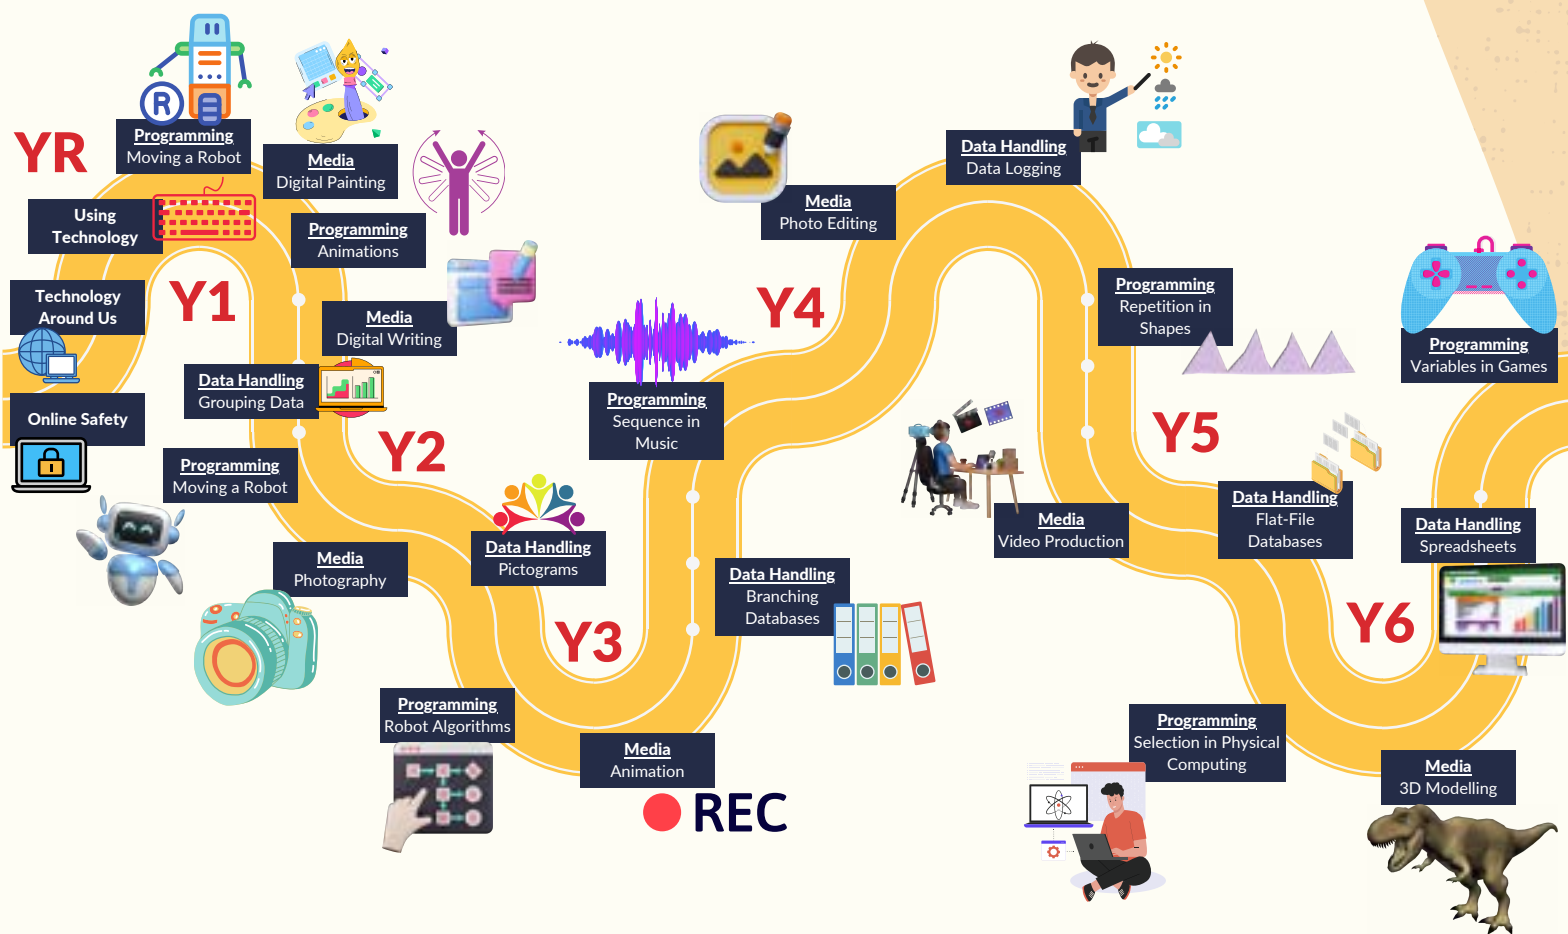 YR
Online Safety
Technology
Around Us
Using
Technology
R
Programming
Moving a Robot
Y1
Media
Digital Painting
Programming
Animations
Media
Digital Writing
Data Handling
Grouping Data
Programming
Moving a Robot
Y2
Media
Photography
Data Handling
Pictograms
Programming
Robot Algorithms
Y3
Media
Animation
REC
Data Handling
Branching
Databases
Programming
Sequence in
Music
Y4
Media
Photo Editing
Data Handling
Data Logging
Programming
Repetition in
Shapes
Media
Video Production
Y5
Data Handling
Flat-File
Databases
Programming
Selection in Physical
Computing
Y6
Media
3D Modelling
Data Handling
Spreadsheets
Programming
Variables in Games